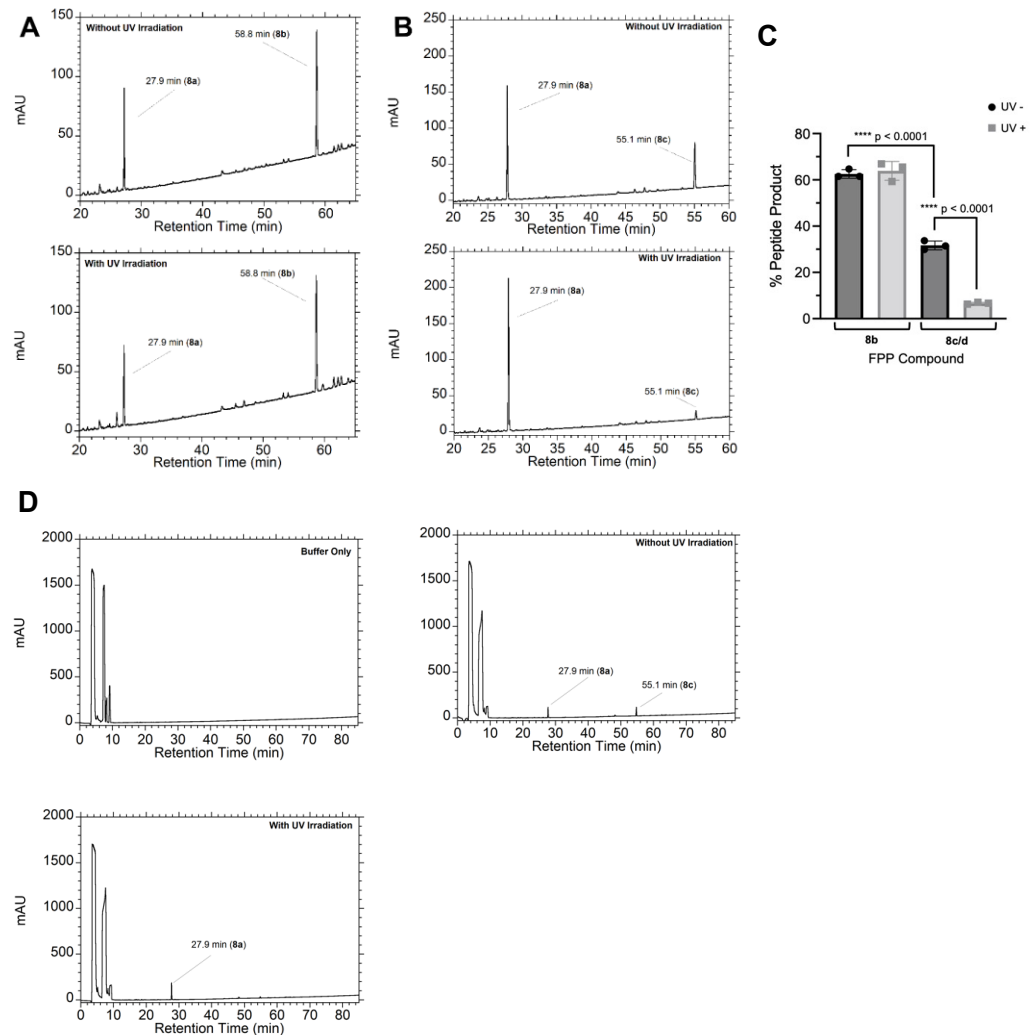 A
150
100
50
0
mAU
Without UV Irradiation
58.8 min (8b)
27.9 min (8a)
20 30 40 50 60
Retention Time (min)
150
100
50
0
mAU
With UV Irradiation
58.8 min (8b)
27.9 min (8a)
20 30 40 50 60
Retention Time (min)
B
250
200
150
100
50
0
mAU
Without UV Irradiation
27.9 min (8a)
55.1 min (8c)
20 25 30 35 40 45 50 55 60
Retention Time (min)
250
200
150
100
50
0
mAU
With UV Irradiation
27.9 min (8a)
55.1 min (8c)
20 25 30 35 40 45 50 55 60
Retention Time (min)
C
UV -
UV +
80
60
40
20
0
% Peptide Product
**** p < 0.0001
**** p < 0.0001
8b 8c/d
FPP Compound
D
2000
1500
1000
500
0
mAU
Buffer Only
0 10 20 30 40 50 60 70 80
Retention Time (min)
2000
1500
1000
500
0
mAU
Without UV Irradiation
27.9 min (8a)
55.1 min (8c)
0 10 20 30 40 50 60 70 80
Retention Time (min)
2000
1500
1000
500
0
mAU
With UV Irradiation
27.9 min (8a)
0 10 20 30 40 50 60 70 80
Retention Time (min)